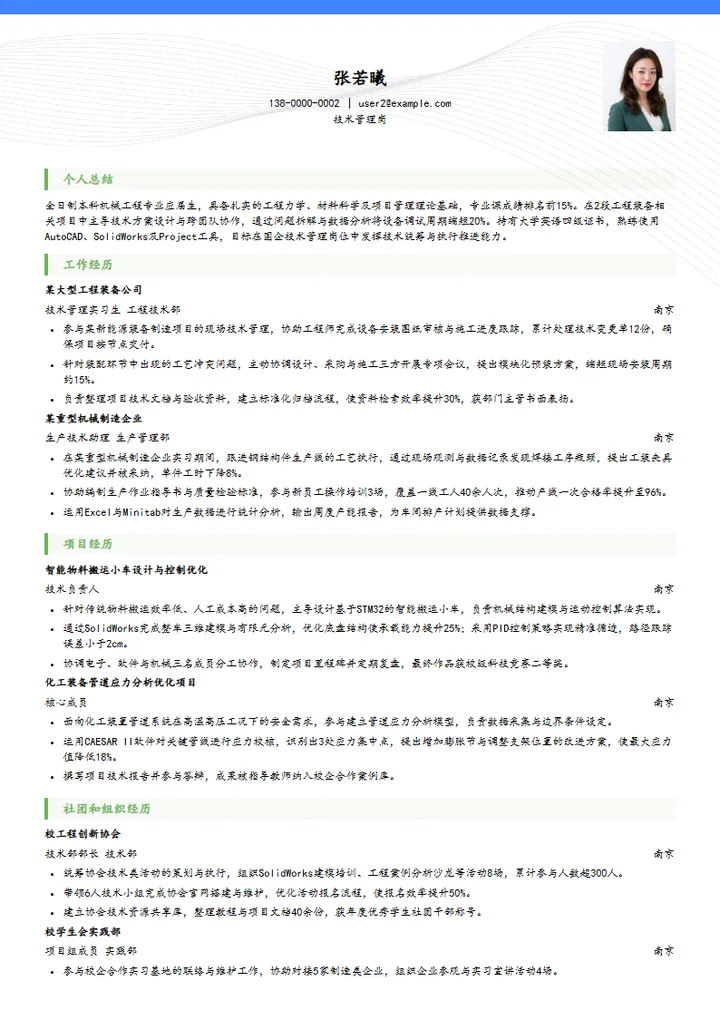 张若曦
138-0000-0002 | user2@example.com
技术管理岗
个人总结
全日制本科机械工程专业应届生，具备扎实的工程力学、材料科学及项目管理理论基础，专业课成绩排名前15%。在2段工程装备相
关项目中主导技术方案设计与跨团队协作，通过问题拆解与数据分析将设备调试周期缩短20%。持有大学英语四级证书，熟练使用
AutoCAD、SolidWorks及Project工具，目标在国企技术管理岗位中发挥技术统筹与执行推进能力。
工作经历
某大型工程装备公司
技术管理实习生 工程技术部 南京
• 参与某新能源装备制造项目的现场技术管理，协助工程师完成设备安装图纸审核与施工进度跟踪，累计处理技术变更单12份，确
保项目按节点交付。
• 针对装配环节中出现的工艺冲突问题，主动协调设计、采购与施工三方开展专项会议，提出模块化预装方案，缩短现场安装周期
约15%。
• 负责整理项目技术文档与验收资料，建立标准化归档流程，使资料检索效率提升30%，获部门主管书面表扬。
某重型机械制造企业
生产技术助理 生产管理部 南京
• 在某重型机械制造企业实习期间，跟进钢结构件生产线的工艺执行，通过现场观测与数据记录发现焊接工序瓶颈，提出工装夹具
优化建议并被采纳，单件工时下降8%。
• 协助编制生产作业指导书与质量检验标准，参与新员工操作培训3场，覆盖一线工人40余人次，推动产线一次合格率提升至96%。
• 运用Excel与Minitab对生产数据进行统计分析，输出周度产能报告，为车间排产计划提供数据支撑。
项目经历
智能物料搬运小车设计与控制优化
技术负责人 南京
• 针对传统物料搬运效率低、人工成本高的问题，主导设计基于STM32的智能搬运小车，负责机械结构建模与运动控制算法实现。
• 通过SolidWorks完成整车三维建模与有限元分析，优化底盘结构使承载能力提升25%；采用PID控制策略实现精准循迹，路径跟踪
误差小于2cm。
• 协调电子、软件与机械三名成员分工协作，制定项目里程碑并定期复盘，最终作品获校级科技竞赛二等奖。
化工装备管道应力分析优化项目
核心成员 南京
• 面向化工装置管道系统在高温高压工况下的安全需求，参与建立管道应力分析模型，负责数据采集与边界条件设定。
• 运用CAESAR II软件对关键管线进行应力校核，识别出3处应力集中点，提出增加膨胀节与调整支架位置的改进方案，使最大应力
值降低18%。
• 撰写项目技术报告并参与答辩，成果被指导教师纳入校企合作案例库。
社团和组织经历
校工程创新协会
技术部部长 技术部 南京
• 统筹协会技术类活动的策划与执行，组织SolidWorks建模培训、工程案例分析沙龙等活动8场，累计参与人数超300人。
• 带领6人技术小组完成协会官网搭建与维护，优化活动报名流程，使报名效率提升50%。
• 建立协会技术资源共享库，整理教程与项目文档40余份，获年度优秀学生社团干部称号。
校学生会实践部
项目组成员 实践部 南京
• 参与校企合作实习基地的联络与维护工作，协助对接5家制造类企业，组织企业参观与实习宣讲活动4场。